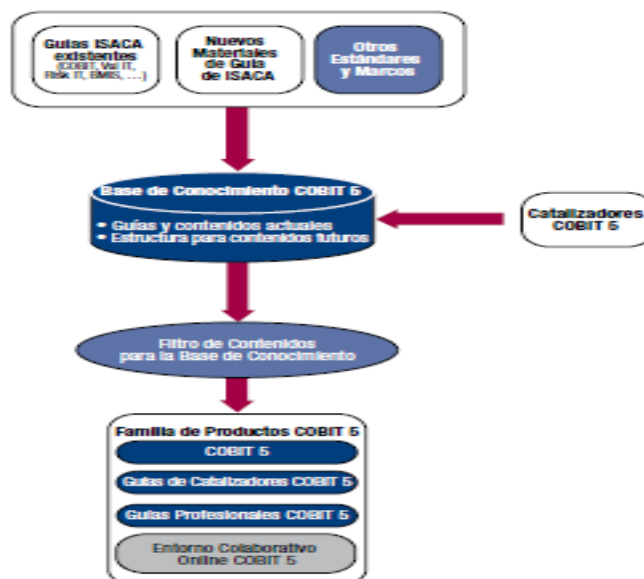 Guías ISACA
existentes
(COBIT, Val IT,
Risk IT, BMIS, …)
Nuevos
Materiales de Guía
de ISACA
Otros
Estándares
y Marcos
Base de Conocimiento COBIT 5
• Guías y contenidos actuales
• Estructura para contenidos futuros
Catalizadores
COBIT 5
Filtro de Contenidos
para la Base de Conocimiento
Familia de Productos COBIT 5
COBIT 5
Guías de Catalizadores COBIT 5
Guías Profesionales COBIT 5
Entorno Colaborativo
Online COBIT 5